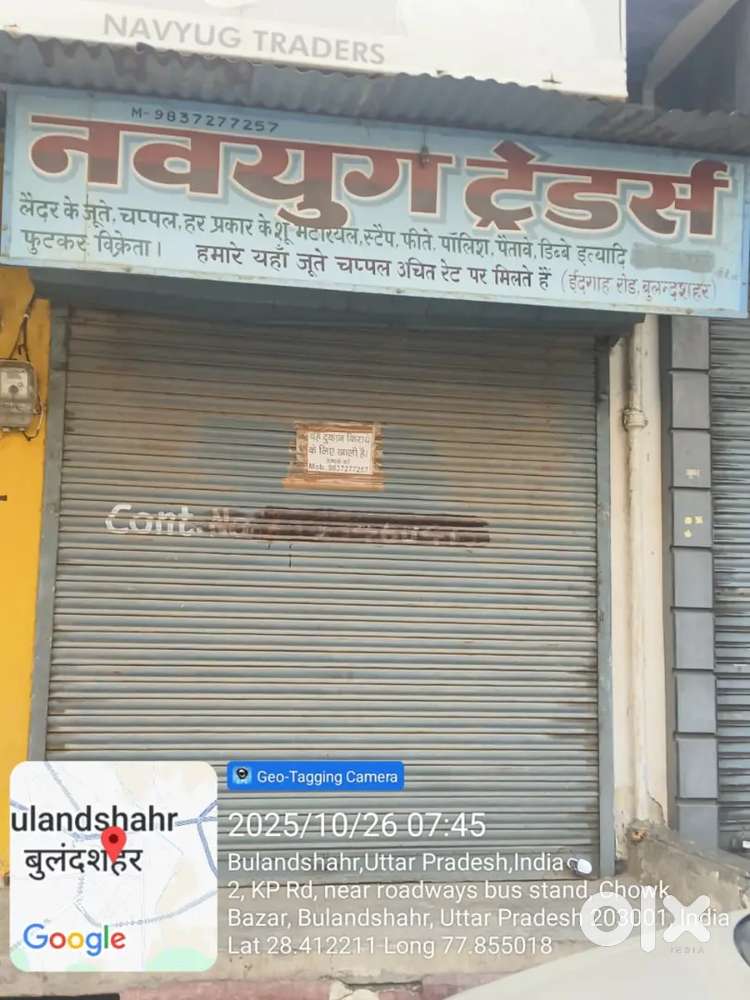 NAVYUG TRADERS
M-9837277257
नवयुग ट्रेडर्स
लैदर के जूते, चप्पल, हर प्रकार के शू मटेरियल, स्टैप, फीते, पॉलिश, पैतावे, डिब्बे इत्यादि
फुटकर विक्रेता। हमारे यहाँ जूते चप्पल उचित रेट पर मिलते हैं (ईदगाह रोड, बुलन्दशहर)
यह दुकान किराये
के लिए खाली है।
Mob. 9837277257
Cont. No.
Geo-Tagging Camera
ulandshahr
बुलंदशहर
Google
2025/10/26 07:45
Bulandshahr,Uttar Pradesh,India
2, KP Rd, near roadways bus stand, Chowk
Bazar, Bulandshahr, Uttar Pradesh 203001, India
Lat 28.412211 Long 77.855018
olx
INDIA